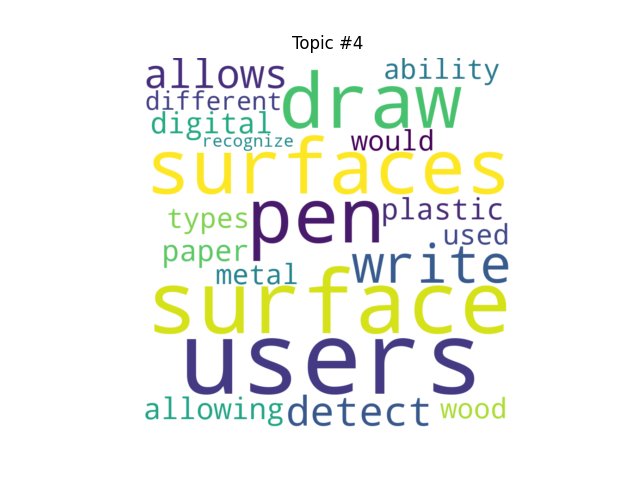 Topic #4
allows
ability
different
draw
digital
recognize
would
surfaces
types
pen
plastic
used
paper
write
metal
surface
users
allowing
detect
wood